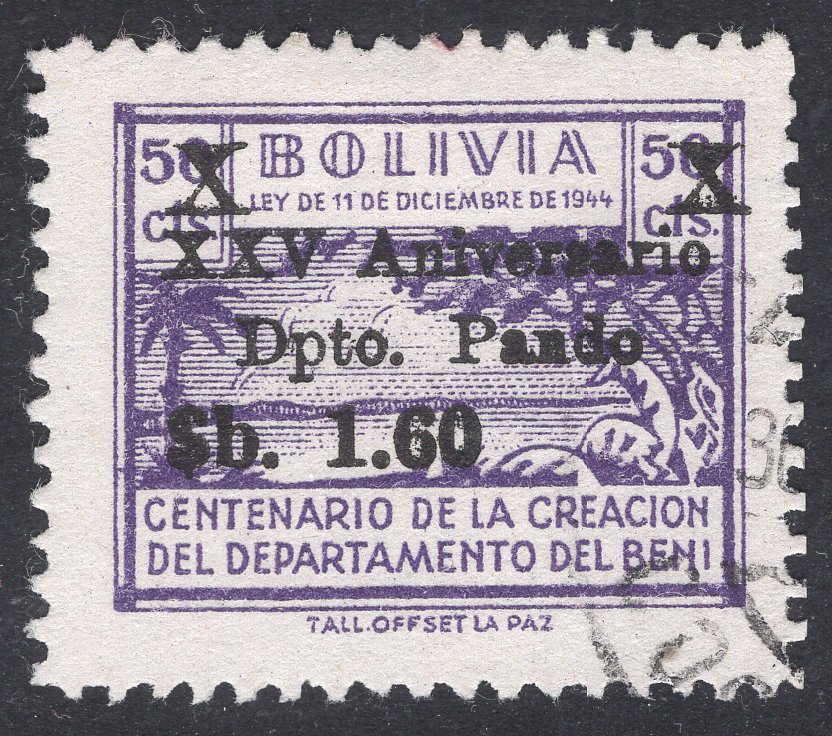 50 BOLIVIA 50
cts. LEY DE 11 DE DICIEMBRE DE 1944 cts.
X X
XXV Aniversario
Dpto. Pando
$b. 1.60
CENTENARIO DE LA CREACION
DEL DEPARTAMENTO DEL BENI
TALL.OFFSET LA PAZ